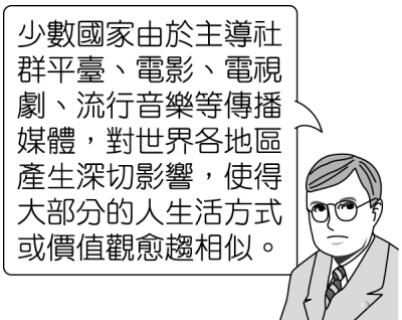 少數國家由於主導社
群平臺、電影、電視
劇、流行音樂等傳播
媒體，對世界各地區
產生深切影響，使得
大部分的人生活方式
或價值觀愈趨相似。